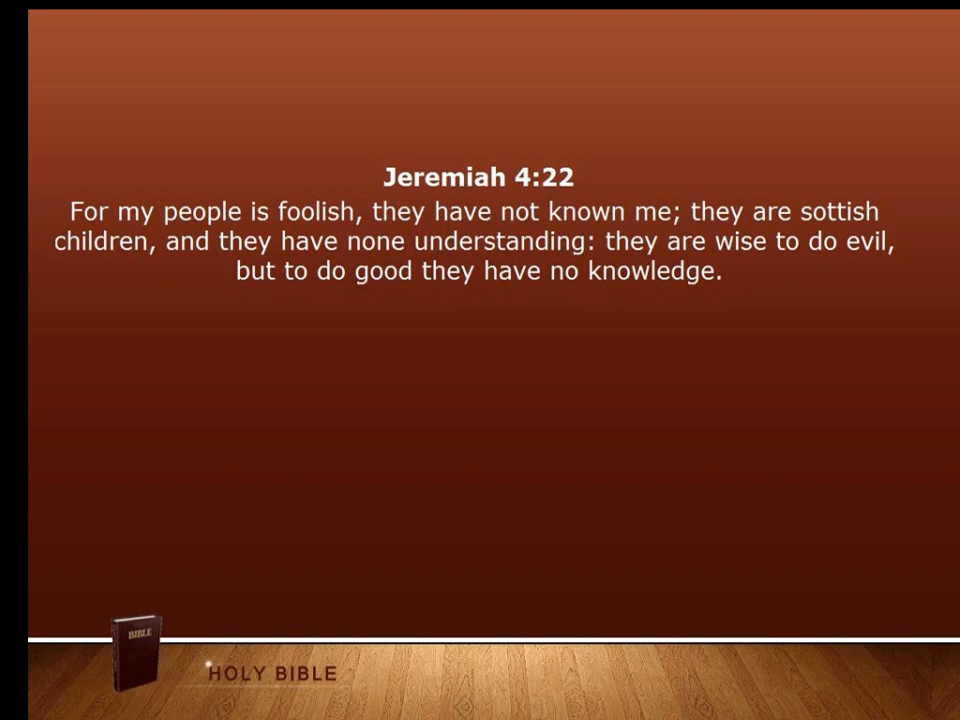 Jeremiah 4:22
For my people is foolish, they have not known me; they are sottish
children, and they have none understanding: they are wise to do evil,
but to do good they have no knowledge.
BIBLE
HOLY BIBLE